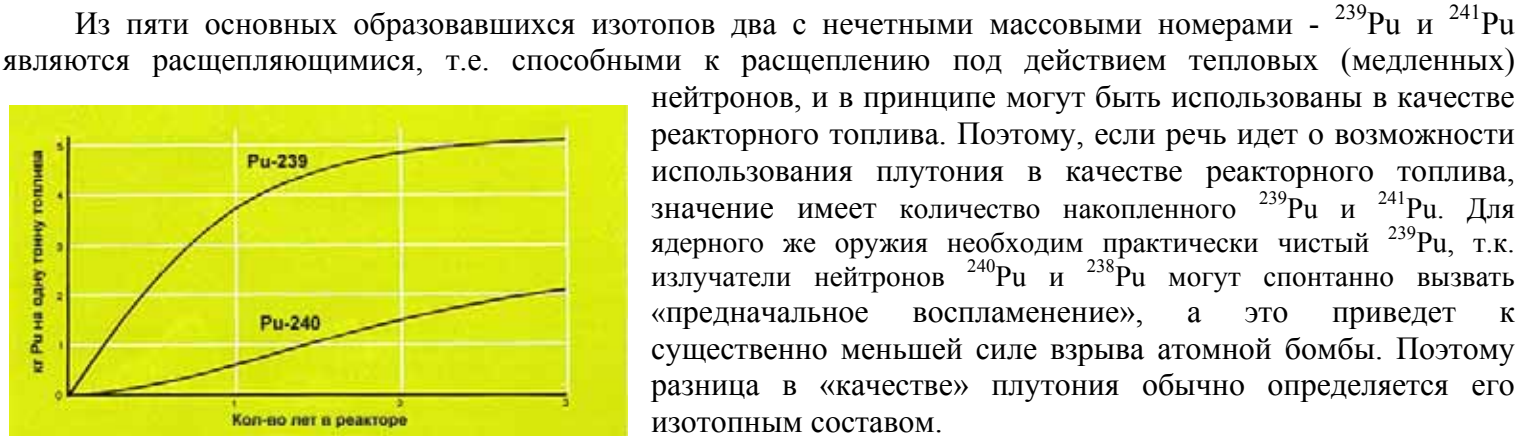 Из пяти основных образовавшихся изотопов два с нечетными массовыми номерами - ²³⁹Pu и ²⁴¹Pu
являются расщепляющимися, т.е. способными к расщеплению под действием тепловых (медленных)
нейтронов, и в принципе могут быть использованы в качестве
реакторного топлива. Поэтому, если речь идет о возможности
использования плутония в качестве реакторного топлива,
значение имеет количество накопленного ²³⁹Pu и ²⁴¹Pu. Для
ядерного же оружия необходим практически чистый ²³⁹Pu, т.к.
излучатели нейтронов ²⁴⁰Pu и ²³⁸Pu могут спонтанно вызвать
«предначальное воспламенение», а это приведет к
существенно меньшей силе взрыва атомной бомбы. Поэтому
разница в «качестве» плутония обычно определяется его
изотопным составом.
кг Pu на одну тонну топлива
5
4
3
2
1
0
Pu-239
Pu-240
1
2
3
Кол-во лет в реакторе